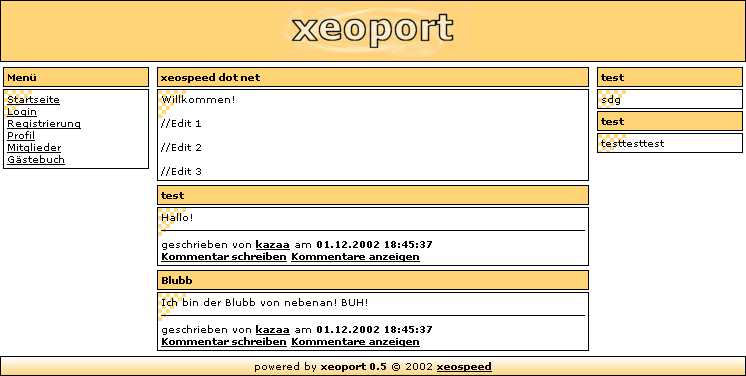 xeoport
Menü
Startseite
Login
Registrierung
Profil
Mitglieder
Gästebuch
xeospeed dot net
Willkommen!
//Edit 1
//Edit 2
//Edit 3
test
Hallo!
geschrieben von kazaa am 01.12.2002 18:45:37
Kommentar schreiben Kommentare anzeigen
Blubb
Ich bin der Blubb von nebenan! BUH!
geschrieben von kazaa am 01.12.2002 18:45:37
Kommentar schreiben Kommentare anzeigen
test
sdg
test
testtesttest
powered by xeoport 0.5 © 2002 xeospeed